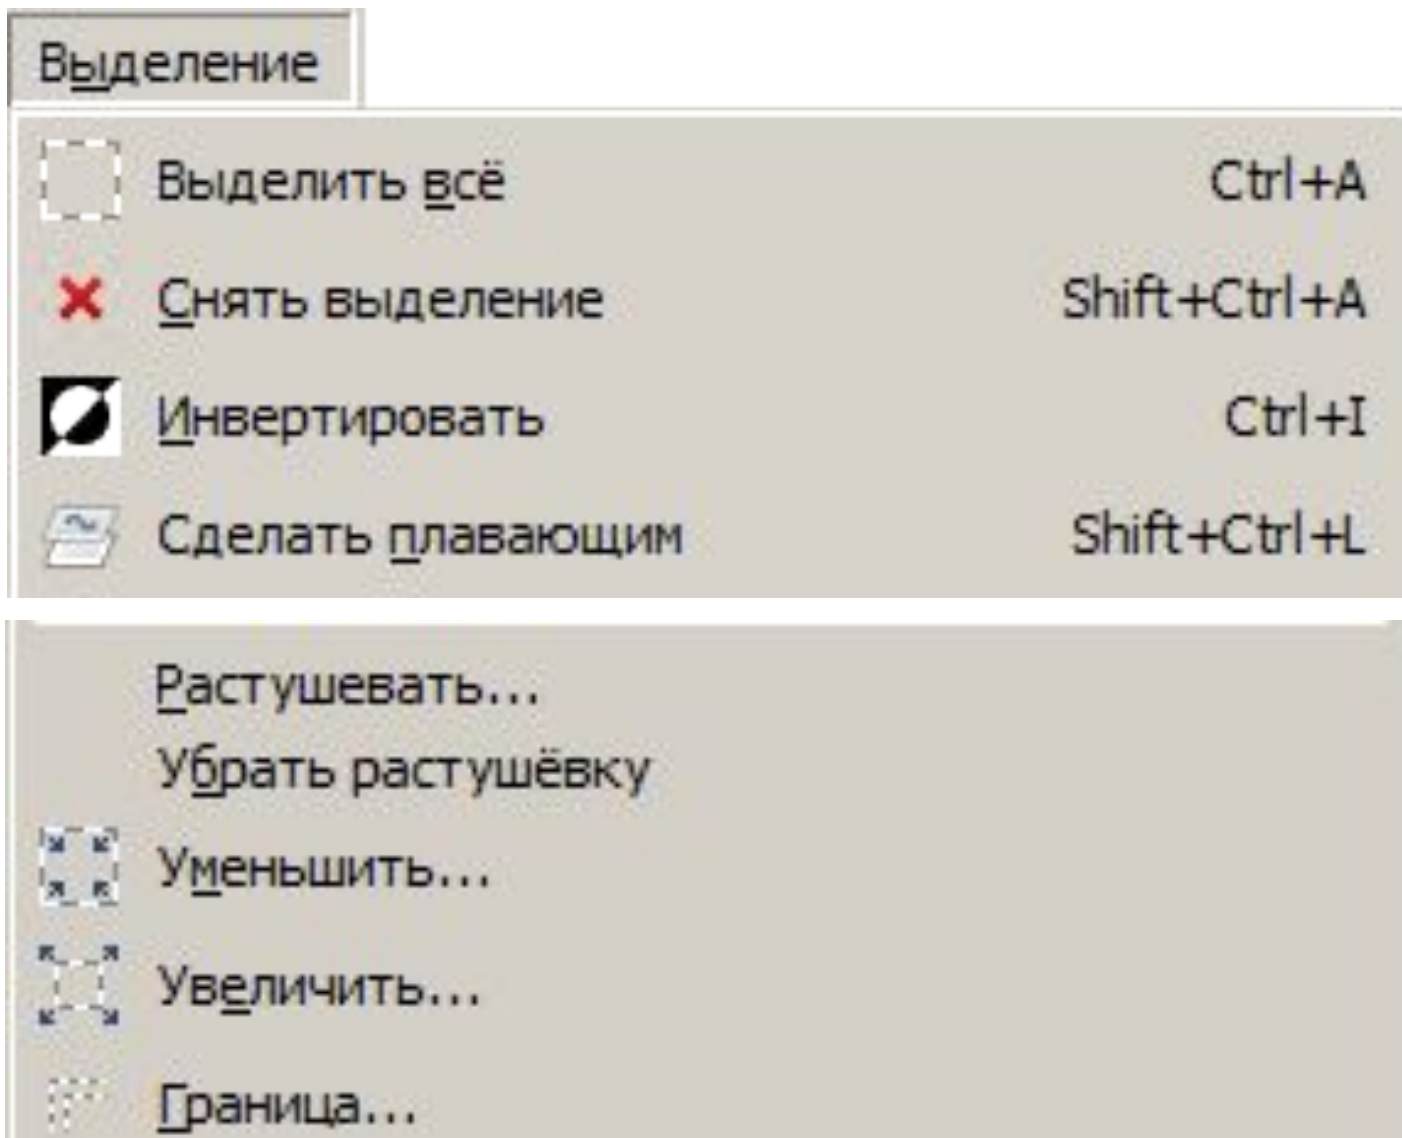 Выделение
Выделить всё Ctrl+A
Снять выделение Shift+Ctrl+A
Инвертировать Ctrl+I
Сделать плавающим Shift+Ctrl+L
Растушевать...
Убрать растушёвку
Уменьшить...
Увеличить...
Граница...